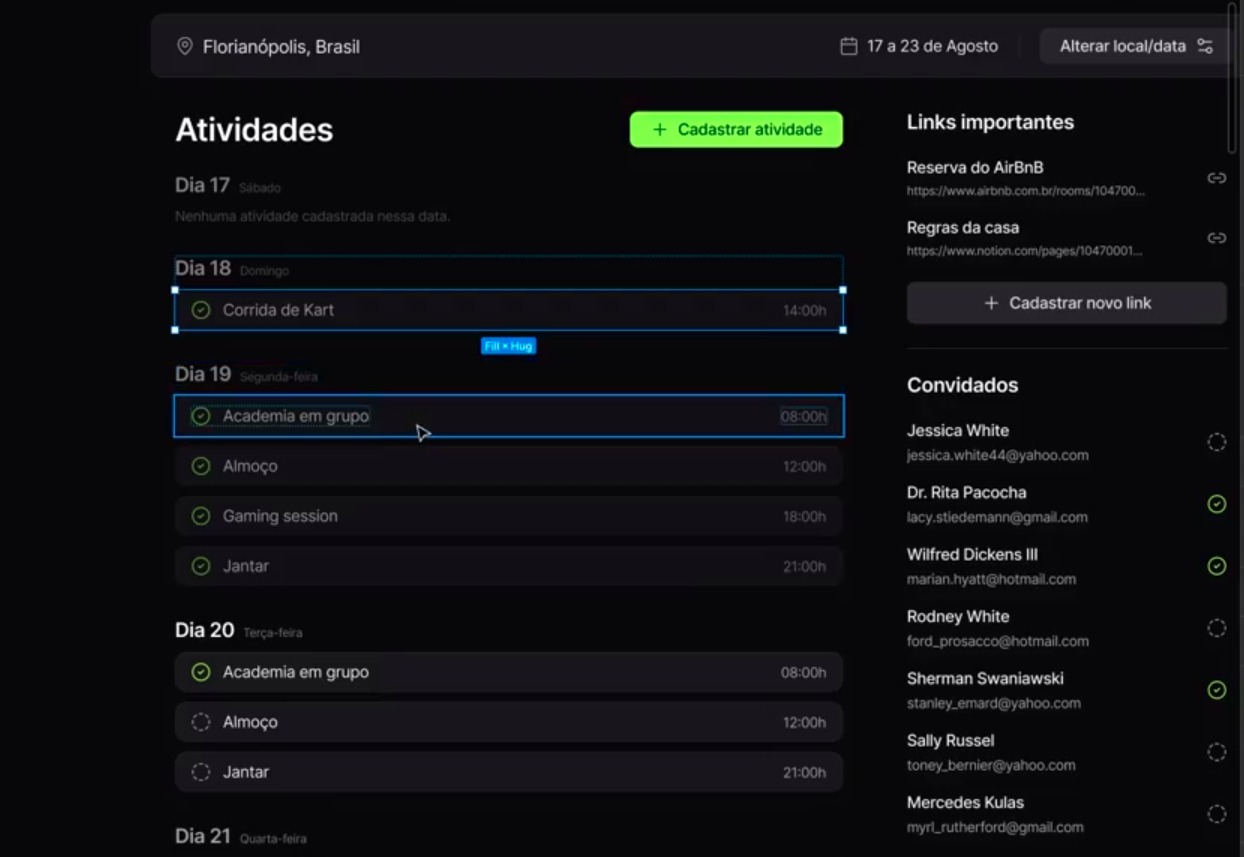 Florianópolis, Brasil
17 a 23 de Agosto
Alterar local/data
Atividades
+ Cadastrar atividade
Dia 17 Sábado
Nenhuma atividade cadastrada nessa data.
Dia 18 Domingo
Corrida de Kart 14:00h
Fill × Hug
Dia 19 Segunda-feira
Academia em grupo 08:00h
Almoço 12:00h
Gaming session 18:00h
Jantar 21:00h
Dia 20 Terça-feira
Academia em grupo 08:00h
Almoço 12:00h
Jantar 21:00h
Dia 21 Quarta-feira
Links importantes
Reserva do AirBnB
https://www.airbnb.com.br/rooms/104700...
Regras da casa
https://www.notion.com/pages/10470001...
+ Cadastrar novo link
Convidados
Jessica White
jessica.white44@yahoo.com
Dr. Rita Pacocha
lacy.stiedemann@gmail.com
Wilfred Dickens III
marian.hyatt@hotmail.com
Rodney White
ford_prosacco@hotmail.com
Sherman Swaniawski
stanley_emard@yahoo.com
Sally Russel
toney_bernier@yahoo.com
Mercedes Kulas
myrl_rutherford@gmail.com